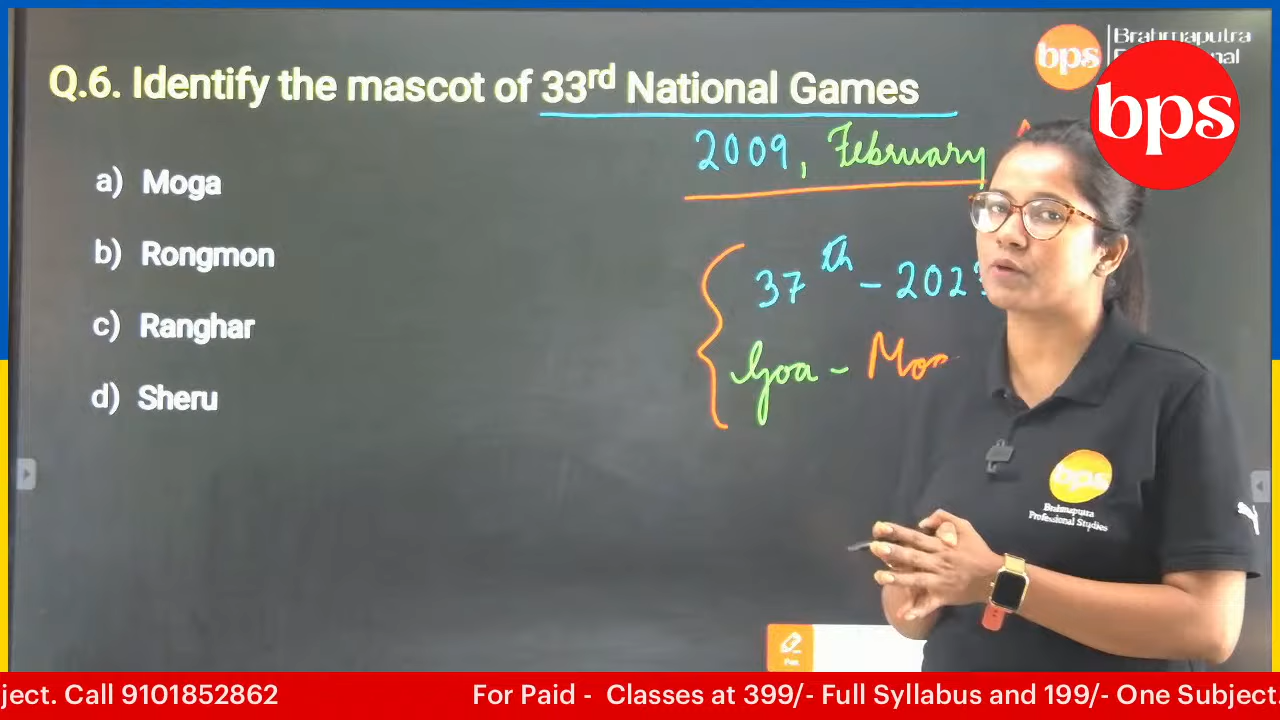 bps
Brahmaputra
bps
Q.6. Identify the mascot of 33rd National Games
2009, February
a) Moga
b) Rongmon
c) Ranghar
d) Sheru
37th - 202
Goa -
bps
Brahmaputra
Professional Studies
Pen
ject. Call 9101852862
For Paid - Classes at 399/- Full Syllabus and 199/- One Subject.